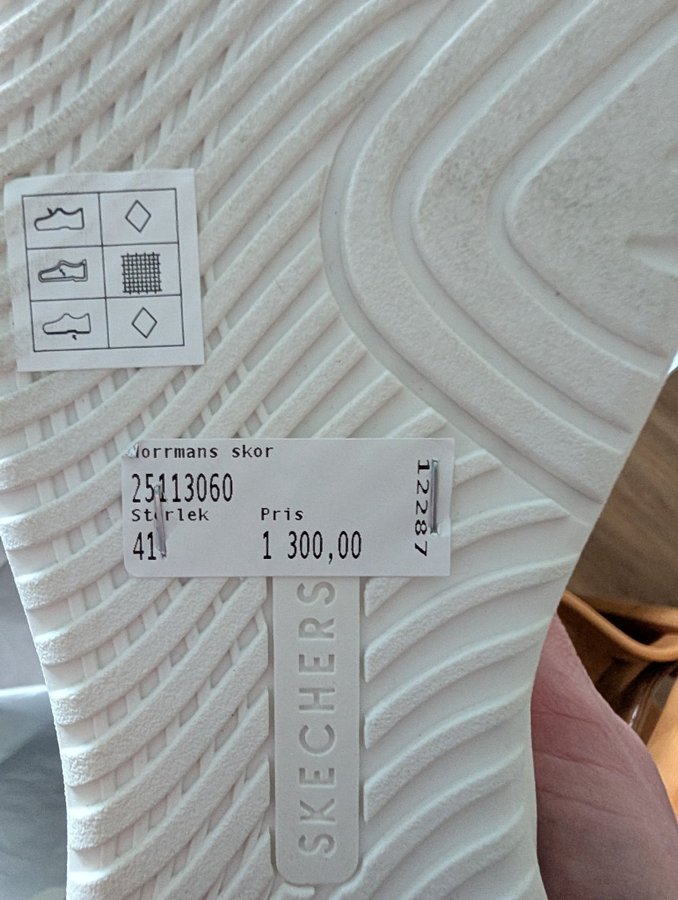 Norrmans skor
25113060
Storlek Pris
41 1 300,00
12287
SKECHERS